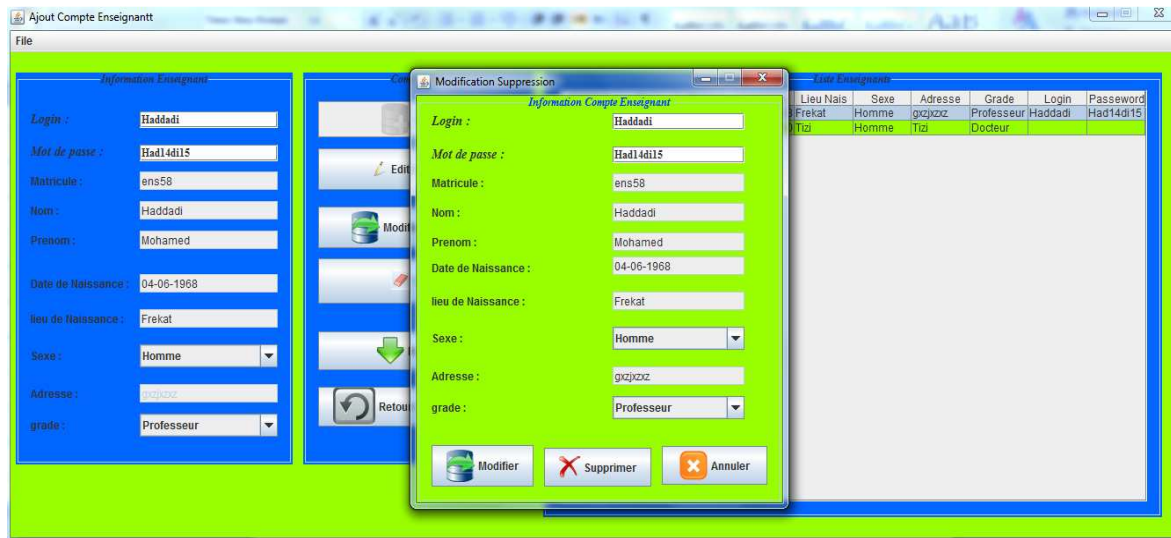 Ajout Compte Enseignantt
File
Information Enseignant
Login :
Haddadi
Mot de passe :
Had14di15
Matricule :
ens58
Nom :
Haddadi
Prenom :
Mohamed
Date de Naissance :
04-06-1968
lieu de Naissance :
Frekat
Sexe :
Homme
Adresse :
gxzjxzxz
grade :
Professeur
Com
Edit
Modif
Retou
Modification Suppression
Information Compte Enseignant
Login :
Haddadi
Mot de passe :
Had14di15
Matricule :
ens58
Nom :
Haddadi
Prenom :
Mohamed
Date de Naissance :
04-06-1968
lieu de Naissance :
Frekat
Sexe :
Homme
Adresse :
gxzjxzxz
grade :
Professeur
Modifier Supprimer Annuler
Liste Enseignants
Lieu Nais Sexe Adresse Grade Login Passeword
Frekat Homme gxzjxzxz Professeur Haddadi Had14di15
Tizi Homme Tizi Docteur